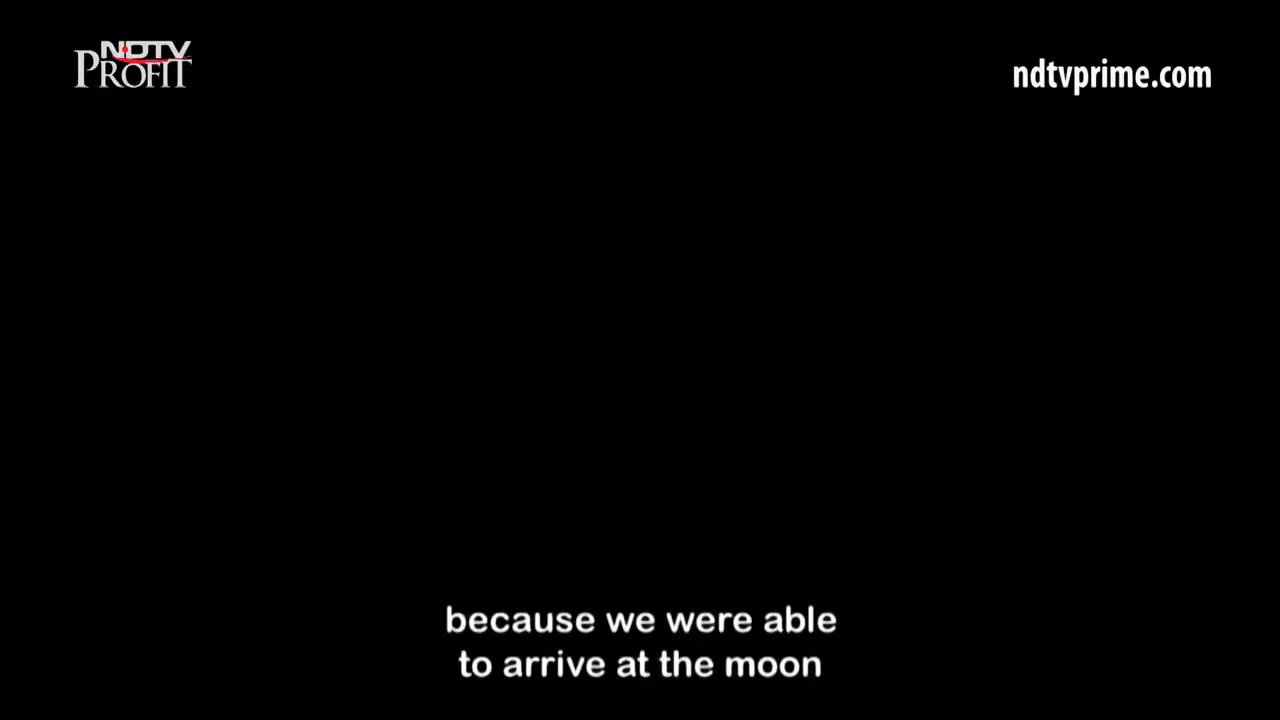 NDTV
PROFIT
ndtvprime.com
because we were able
to arrive at the moon